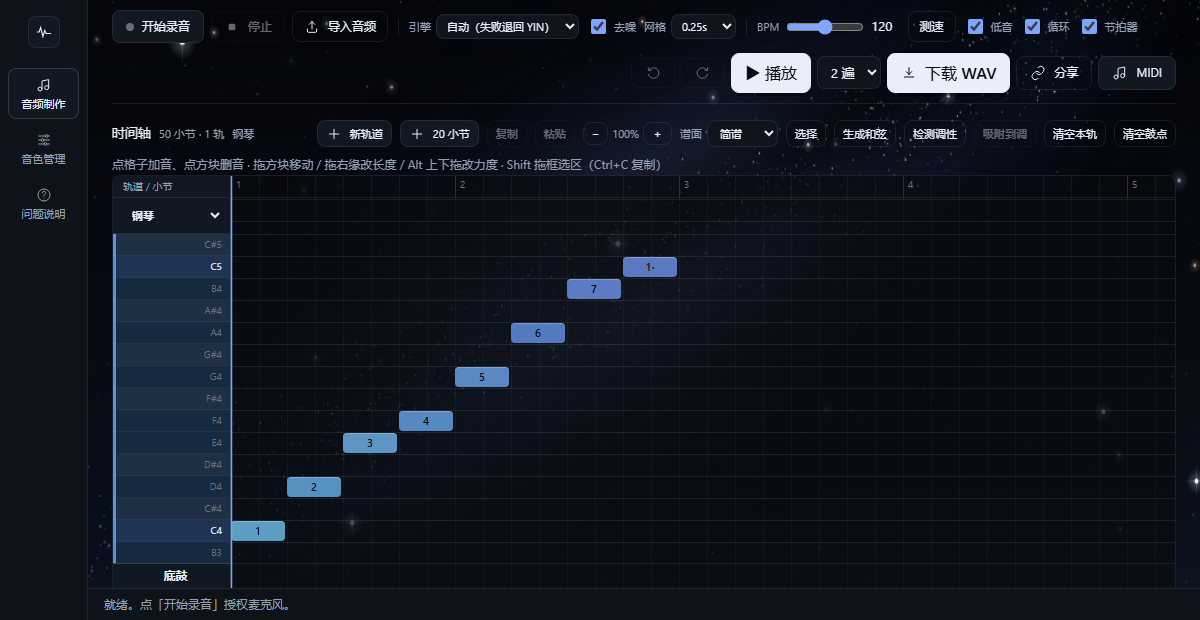 开始录音 停止 导入音频 引擎 自动（失败退回 YIN） 去噪 网格 0.25s BPM 120 测速 低音 循环 节拍器
播放 2 遍 下载 WAV 分享 MIDI
音频制作
音色管理
问题说明
时间轴 50 小节 · 1 轨 钢琴 + 新轨道 + 20 小节 复制 粘贴 − 100% + 谱面 简谱 选择 生成和弦 检测调性 吸附到调 清空本轨 清空鼓点
点格子加音、点方块删音 · 拖方块移动 / 拖右缘改长度 / Alt 上下拖改力度 · Shift 拖框选区（Ctrl+C 复制）
轨道 / 小节 1 2 3 4 5
钢琴
C#5
C5 1·
B4 7
A#4
A4 6
G#4
G4 5
F#4
F4 4
E4 3
D#4
D4 2
C#4
C4 1
B3
底鼓
就绪。点「开始录音」授权麦克风。